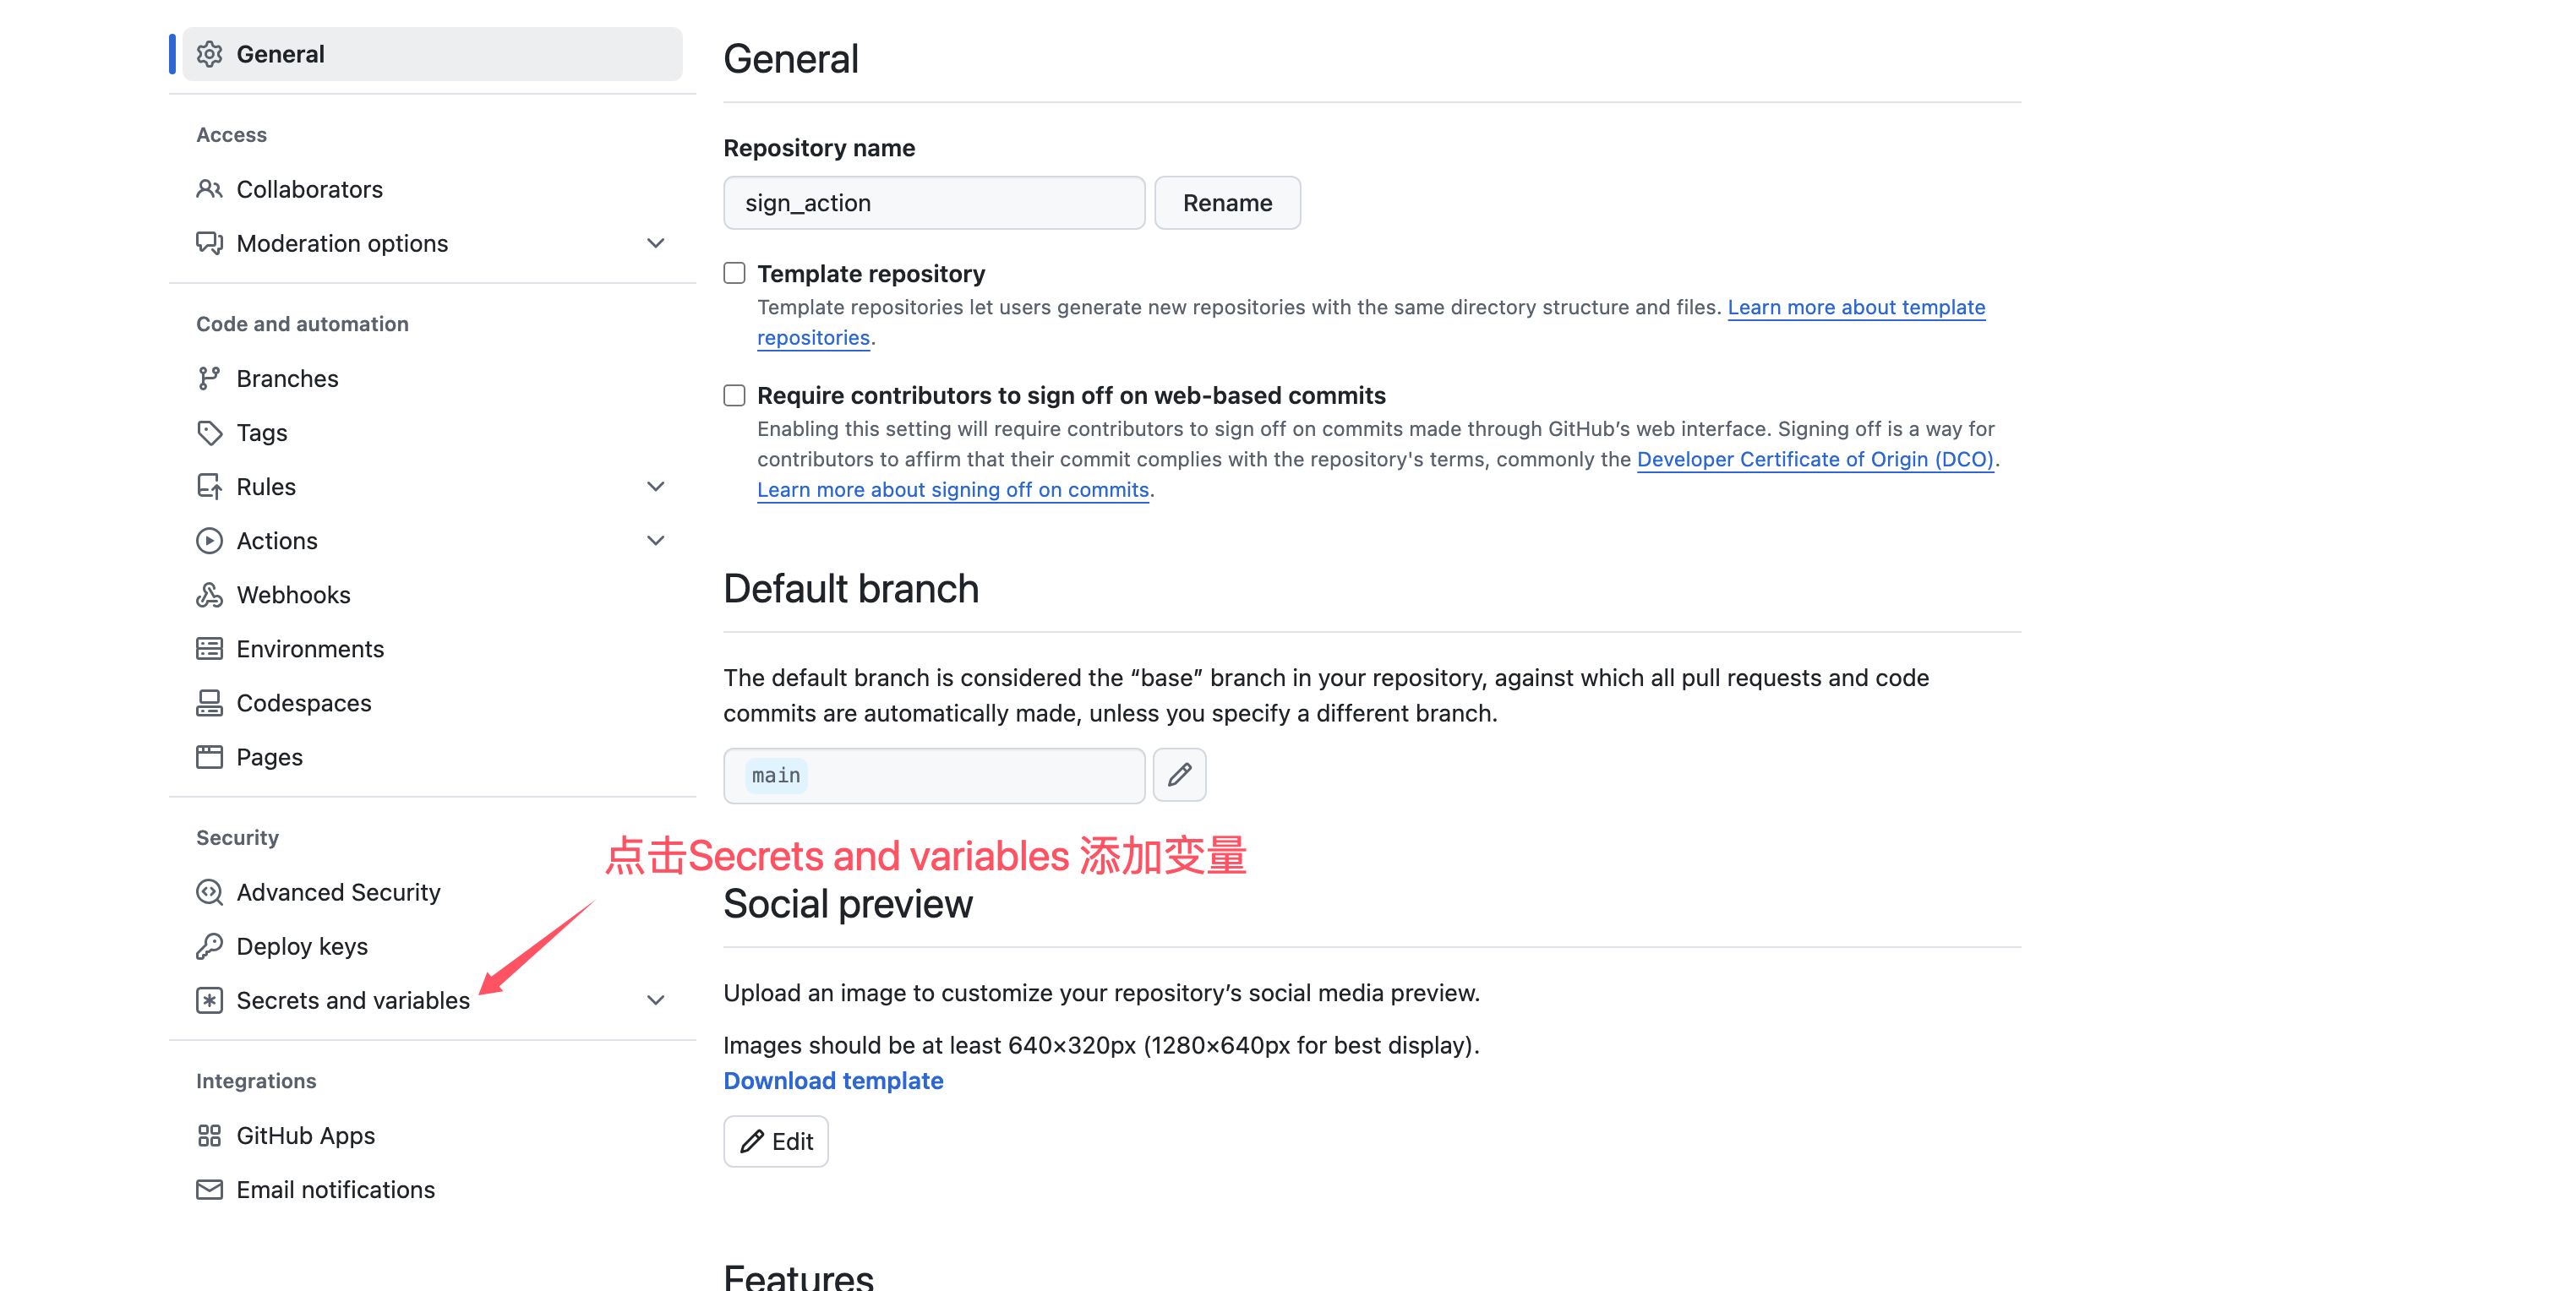 General
Access
Collaborators
Moderation options
Code and automation
Branches
Tags
Rules
Actions
Webhooks
Environments
Codespaces
Pages
Security
Advanced Security
Deploy keys
Secrets and variables
Integrations
GitHub Apps
Email notifications
General
Repository name
sign_action
Rename
Template repository
Template repositories let users generate new repositories with the same directory structure and files. Learn more about template
repositories.
Require contributors to sign off on web-based commits
Enabling this setting will require contributors to sign off on commits made through GitHub’s web interface. Signing off is a way for
contributors to affirm that their commit complies with the repository's terms, commonly the Developer Certificate of Origin (DCO).
Learn more about signing off on commits.
Default branch
The default branch is considered the “base” branch in your repository, against which all pull requests and code
commits are automatically made, unless you specify a different branch.
main
点击Secrets and variables 添加变量
Social preview
Upload an image to customize your repository’s social media preview.
Images should be at least 640×320px (1280×640px for best display).
Download template
Edit
Features